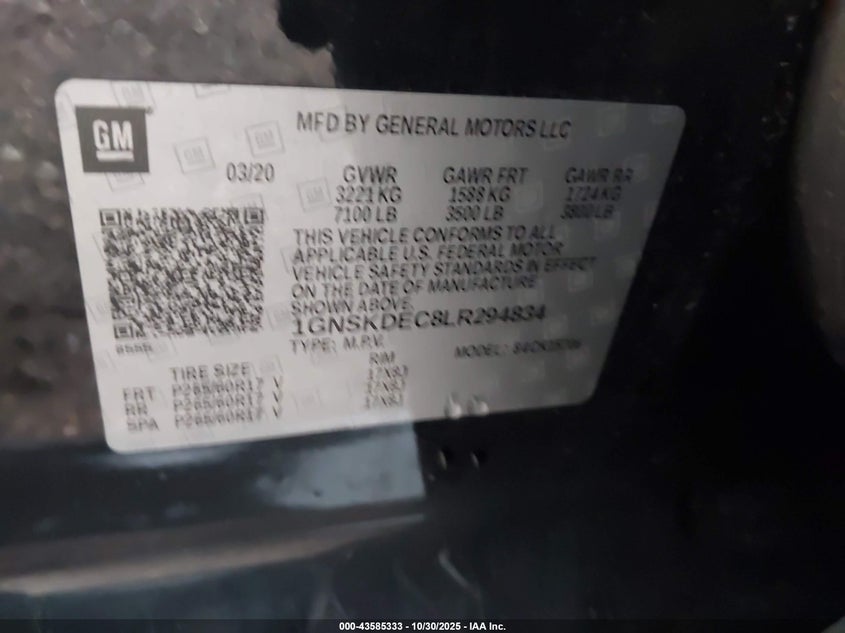 GM
MFD BY GENERAL MOTORS LLC
03/20 GVWR GAWR FRT GAWR RR
3221 KG 1588 KG 1724 KG
7100 LB 3500 LB 3800 LB
THIS VEHICLE CONFORMS TO ALL
APPLICABLE U.S. FEDERAL MOTOR
VEHICLE SAFETY STANDARDS IN EFFECT
ON THE DATE OF MANUFACTURE
SHOWN ABOVE.
1GNSKDEC8LR294834
TYPE: M.P.V. MODEL:
TIRE SIZE RIM
FRT P265/60R17 V
RR P265/60R17 V
SPA P265/60R17 V
000-43585333 - 10/30/2025 - IAA Inc.